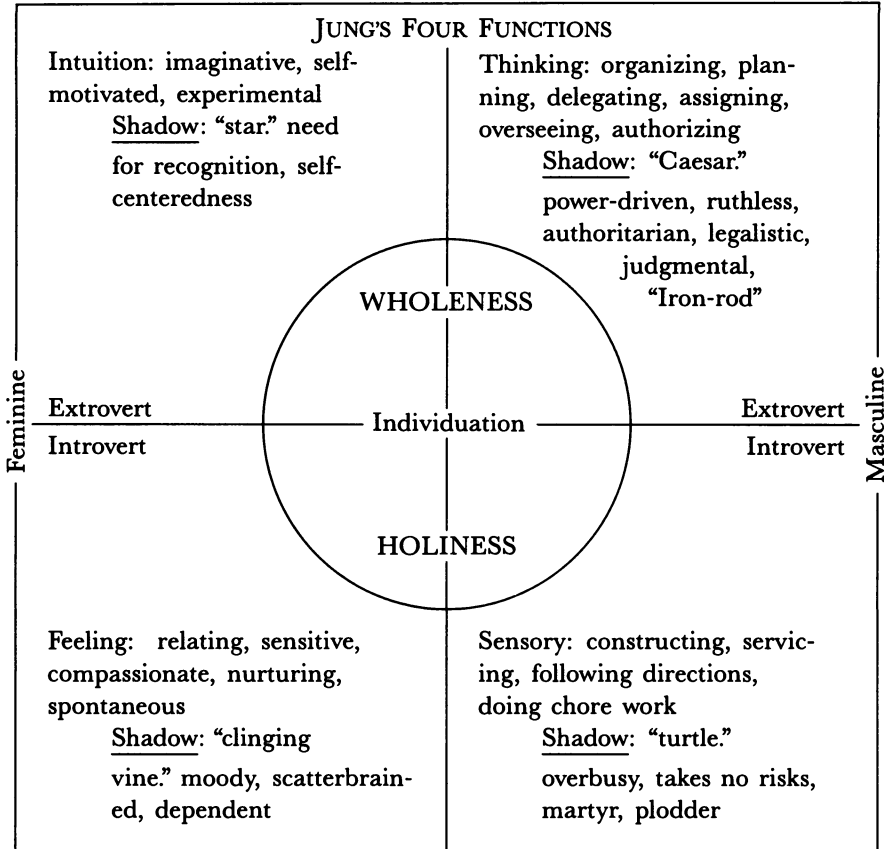 JUNG'S FOUR FUNCTIONS
Intuition: imaginative, self-
motivated, experimental
Shadow: “star.” need
for recognition, self-
centeredness
Thinking: organizing, plan-
ning, delegating, assigning,
overseeing, authorizing
Shadow: “Caesar.”
power-driven, ruthless,
authoritarian, legalistic,
judgmental,
“Iron-rod”
WHOLENESS
Feminine
Extrovert
Introvert
Individuation
Extrovert
Introvert
Masculine
HOLINESS
Feeling: relating, sensitive,
compassionate, nurturing,
spontaneous
Shadow: “clinging
vine.” moody, scatterbrain-
ed, dependent
Sensory: constructing, servic-
ing, following directions,
doing chore work
Shadow: “turtle.”
overbusy, takes no risks,
martyr, plodder